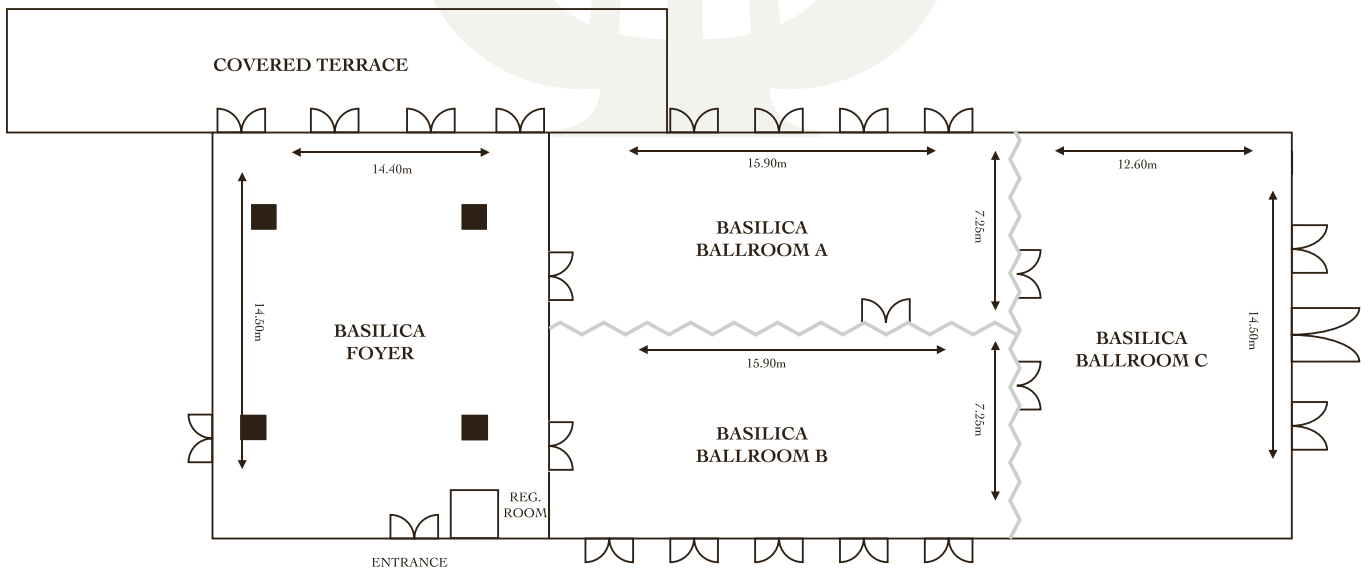 COVERED TERRACE
14.40m
15.90m
12.60m
BASILICA
BALLROOM A
7.25m
14.50m
BASILICA
FOYER
15.90m
BASILICA
BALLROOM C
14.50m
BASILICA
BALLROOM B
7.25m
REG.
ROOM
ENTRANCE